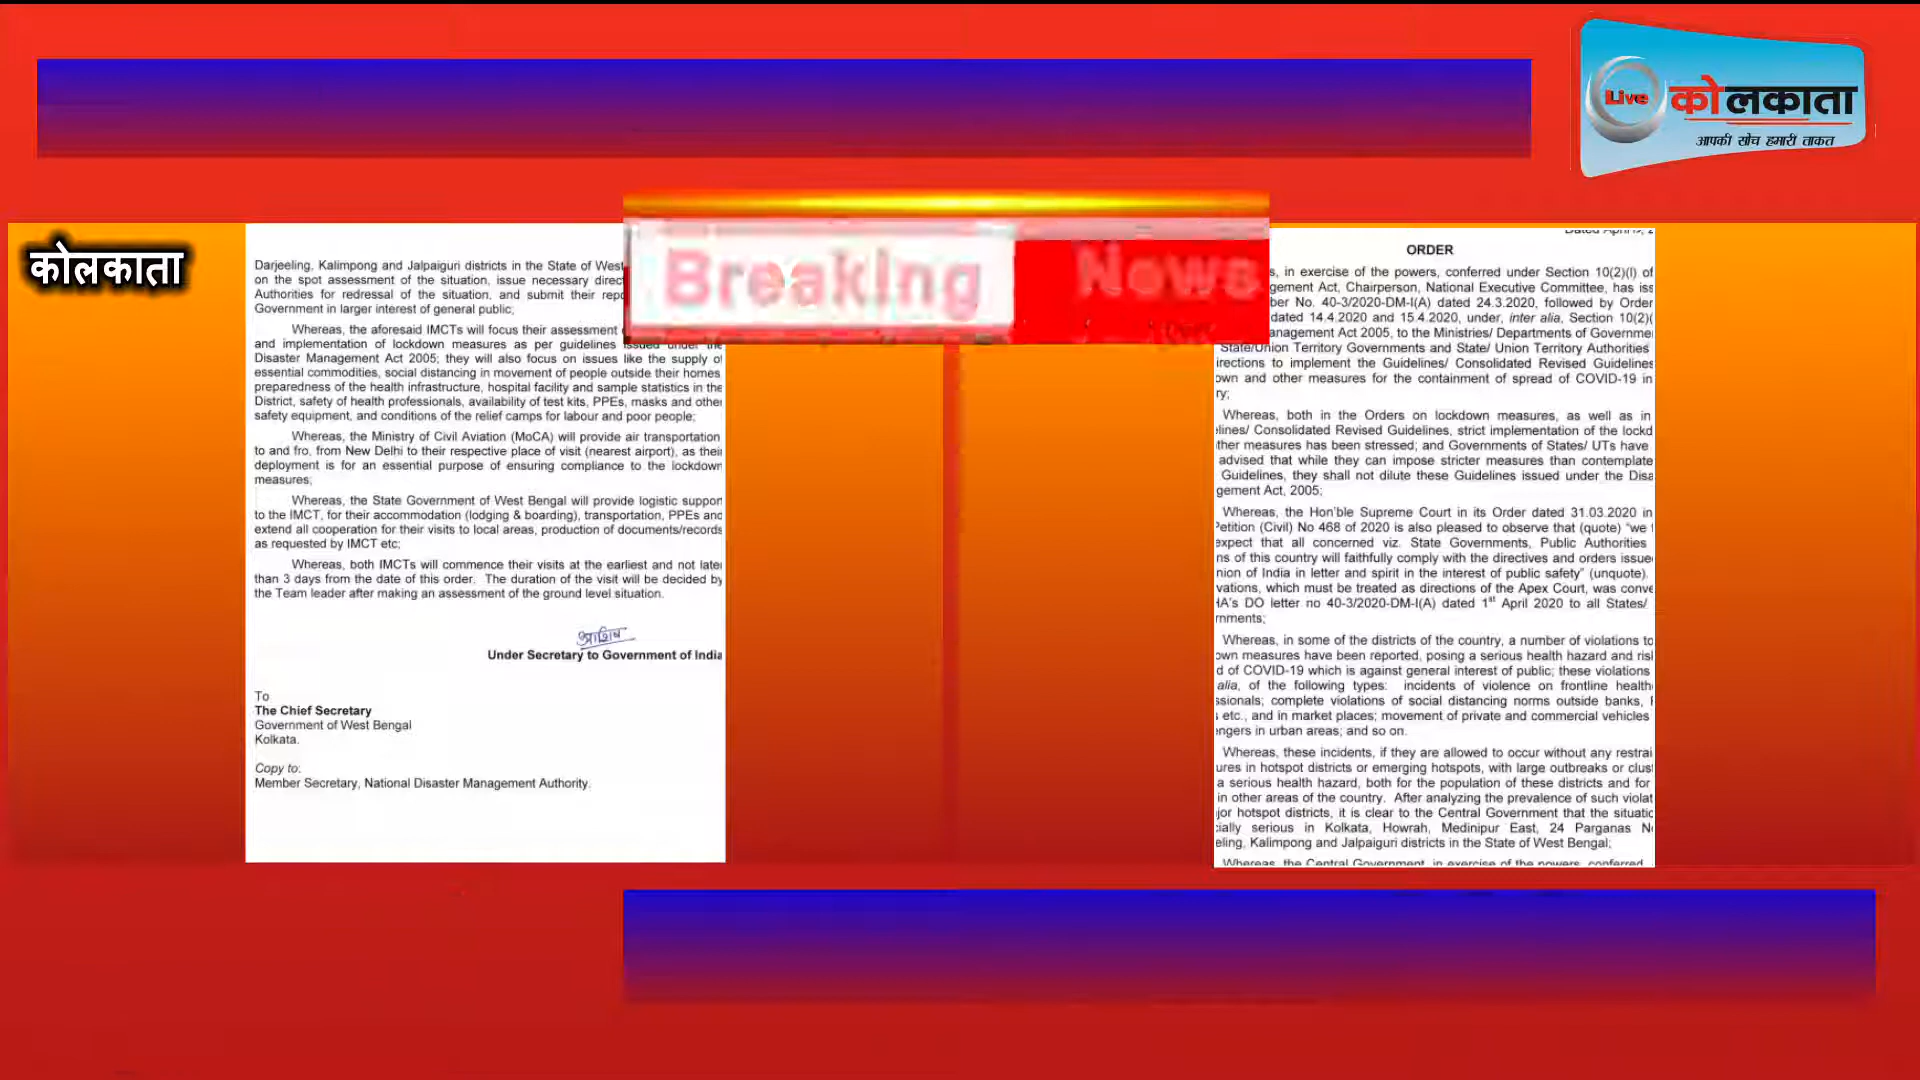 Live
कोलकाता
आपकी सोच हमारी ताकत
Breaking News
कोलकाता
Darjeeling, Kalimpong and Jalpaiguri districts in the State of West
on the spot assessment of the situation, issue necessary direc
Authorities for redressal of the situation, and submit their repo
Government in larger interest of general public;
Whereas, the aforesaid IMCTs will focus their assessment
and implementation of lockdown measures as per guidelines issued under the
Disaster Management Act 2005; they will also focus on issues like the supply of
essential commodities, social distancing in movement of people outside their homes
preparedness of the health infrastructure, hospital facility and sample statistics in the
District, safety of health professionals, availability of test kits, PPEs, masks and other
safety equipment, and conditions of the relief camps for labour and poor people;
Whereas, the Ministry of Civil Aviation (MoCA) will provide air transportation
to and fro, from New Delhi to their respective place of visit (nearest airport), as their
deployment is for an essential purpose of ensuring compliance to the lockdown
measures;
Whereas, the State Government of West Bengal will provide logistic support
to the IMCT, for their accommodation (lodging & boarding), transportation, PPEs and
extend all cooperation for their visits to local areas, production of documents/records
as requested by IMCT etc;
Whereas, both IMCTs will commence their visits at the earliest and not later
than 3 days from the date of this order. The duration of the visit will be decided by
the Team leader after making an assessment of the ground level situation.
Under Secretary to Government of India
To
The Chief Secretary
Government of West Bengal
Kolkata.
Copy to:
Member Secretary, National Disaster Management Authority.
ORDER
s, in exercise of the powers, conferred under Section 10(2)(l) of
gement Act, Chairperson, National Executive Committee, has iss
ber No. 40-3/2020-DM-I(A) dated 24.3.2020, followed by Order
dated 14.4.2020 and 15.4.2020, under, inter alia, Section 10(2)(
anagement Act 2005, to the Ministries/ Departments of Governme
State/Union Territory Governments and State/ Union Territory Authorities
irections to implement the Guidelines/ Consolidated Revised Guidelines
own and other measures for the containment of spread of COVID-19 in
ry;
Whereas, both in the Orders on lockdown measures, as well as in
lines/ Consolidated Revised Guidelines, strict implementation of the lockd
ther measures has been stressed; and Governments of States/ UTs have
advised that while they can impose stricter measures than contemplate
Guidelines, they shall not dilute these Guidelines issued under the Disa
gement Act, 2005;
Whereas, the Hon'ble Supreme Court in its Order dated 31.03.2020 in
Petition (Civil) No 468 of 2020 is also pleased to observe that (quote) “we
expect that all concerned viz. State Governments, Public Authorities
ns of this country will faithfully comply with the directives and orders issue
nion of India in letter and spirit in the interest of public safety” (unquote).
vations, which must be treated as directions of the Apex Court, was conve
HA's DO letter no 40-3/2020-DM-I(A) dated 1st April 2020 to all States/
rnments;
Whereas, in some of the districts of the country, a number of violations to
own measures have been reported, posing a serious health hazard and risk
d of COVID-19 which is against general interest of public; these violations
alia, of the following types: incidents of violence on frontline health
ssionals; complete violations of social distancing norms outside banks,
etc., and in market places; movement of private and commercial vehicles
engers in urban areas; and so on.
Whereas, these incidents, if they are allowed to occur without any restrai
ures in hotspot districts or emerging hotspots, with large outbreaks or clust
a serious health hazard, both for the population of these districts and for
in other areas of the country. After analyzing the prevalence of such violat
jor hotspot districts, it is clear to the Central Government that the situatic
cially serious in Kolkata, Howrah, Medinipur East, 24 Parganas N
eling, Kalimpong and Jalpaiguri districts in the State of West Bengal;
Whereas, the Central Government, in exercise of the powers, conferred